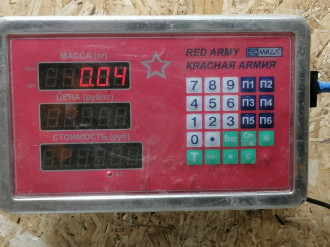 МАССА (кг)
0.04
ЦЕНА (руб/кг)
СТОИМОСТЬ (руб)
RED ARMY МИДЛ
КРАСНАЯ АРМИЯ
7 8 9 П1 П2
4 5 6 П3 П4
1 2 3 П5 П6
0 •
T C